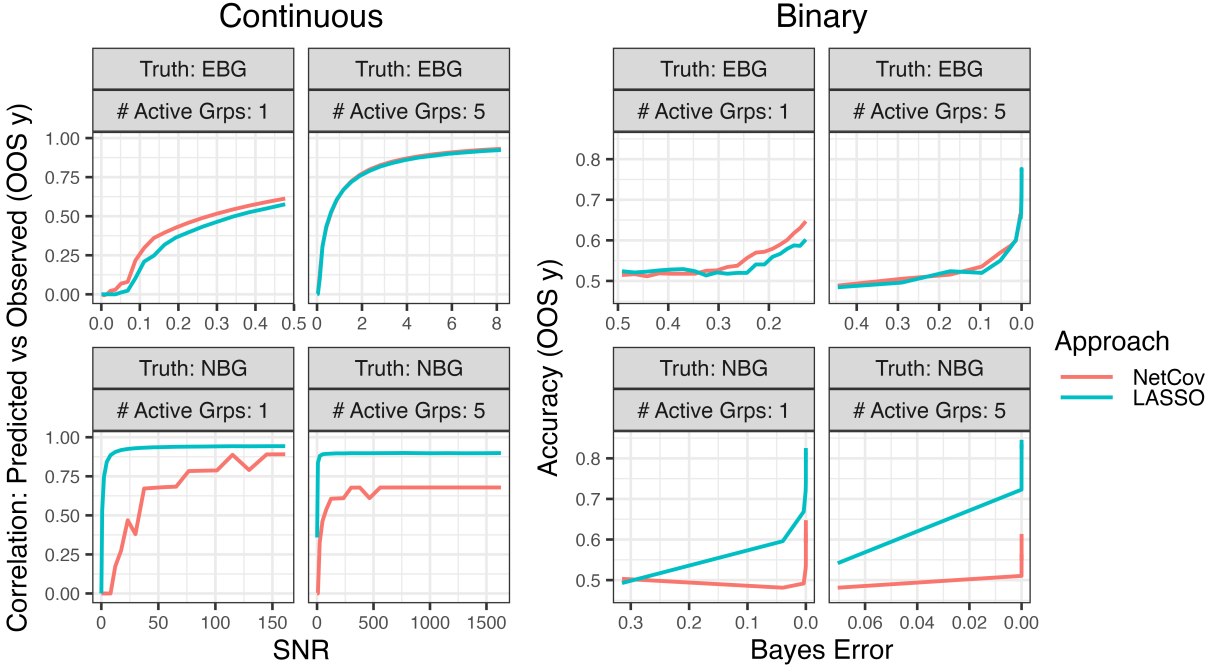 Continuous
Binary
Truth: EBG
Truth: EBG
Truth: EBG
Truth: EBG
# Active Grps: 1
# Active Grps: 5
# Active Grps: 1
# Active Grps: 5
1.00
0.75
0.50
0.25
0.00
0.8
0.7
0.6
0.5
0.0 0.1 0.2 0.3 0.4 0.5
0 2 4 6 8
0.5 0.4 0.3 0.2
0.4 0.3 0.2 0.1 0.0
Truth: NBG
Truth: NBG
Truth: NBG
Truth: NBG
# Active Grps: 1
# Active Grps: 5
# Active Grps: 1
# Active Grps: 5
1.00
0.75
0.50
0.25
0.00
0.8
0.7
0.6
0.5
0 50 100 150
0 500 1000 1500
0.3 0.2 0.1 0.0
0.06 0.04 0.02 0.00
Correlation: Predicted vs Observed (OOS y)
SNR
Accuracy (OOS y)
Bayes Error
Approach
NetCov
LASSO